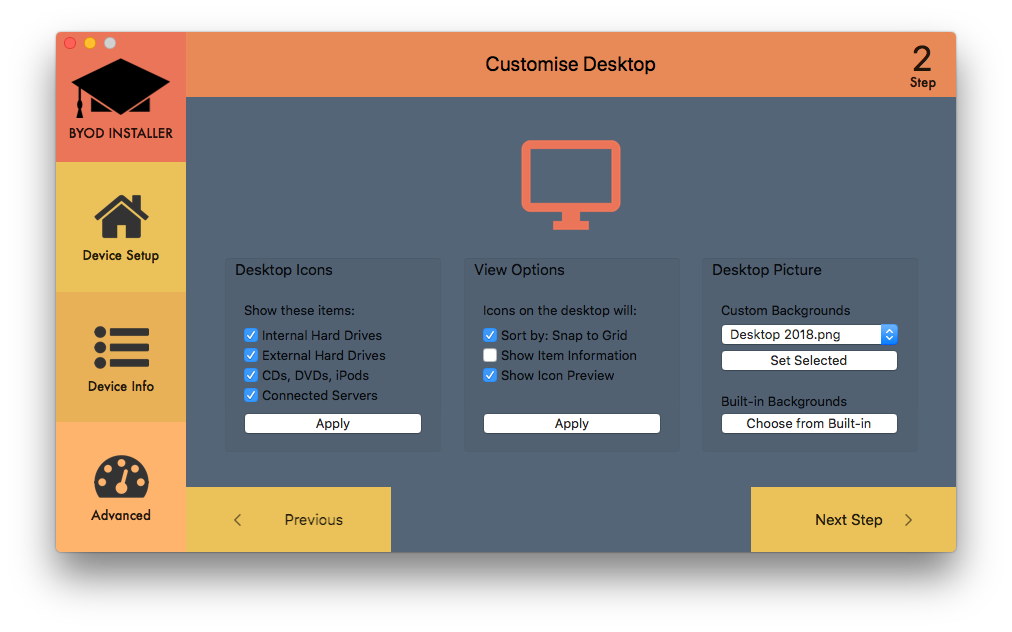 Customise Desktop
2
Step
BYOD INSTALLER
Device Setup
Device Info
Advanced
Desktop Icons
Show these items:
Internal Hard Drives
External Hard Drives
CDs, DVDs, iPods
Connected Servers
Apply
View Options
Icons on the desktop will:
Sort by: Snap to Grid
Show Item Information
Show Icon Preview
Apply
Desktop Picture
Custom Backgrounds
Desktop 2018.png
Set Selected
Built-in Backgrounds
Choose from Built-in
Previous
Next Step